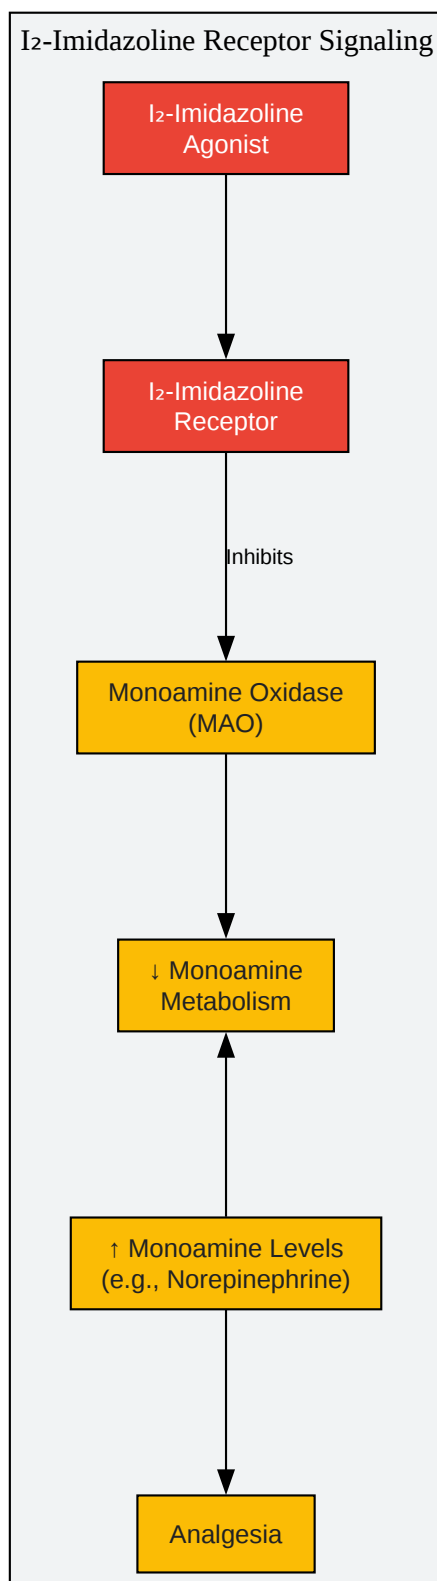 I₂-Imidazoline Receptor Signaling
I₂-Imidazoline
Agonist
I₂-Imidazoline
Receptor
Inhibits
Monoamine Oxidase
(MAO)
↓ Monoamine
Metabolism
↑ Monoamine Levels
(e.g., Norepinephrine)
Analgesia